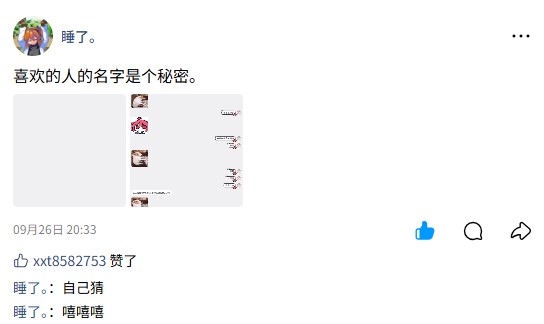 睡了。
喜欢的人的名字是个秘密。
09月26日 20:33
xxt8582753 赞了
睡了。：自己猜
睡了。：嘻嘻嘻